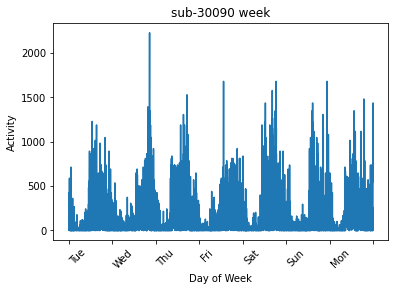 sub-30090 week
Activity
2000
1500
1000
500
0
Tue
Wed
Thu
Fri
Sat
Sun
Mon
Day of Week